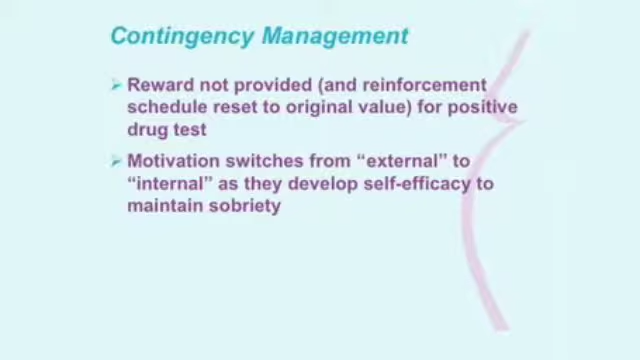 Contingency Management
➢ Reward not provided (and reinforcement
schedule reset to original value) for positive
drug test
➢ Motivation switches from “external” to
“internal” as they develop self-efficacy to
maintain sobriety